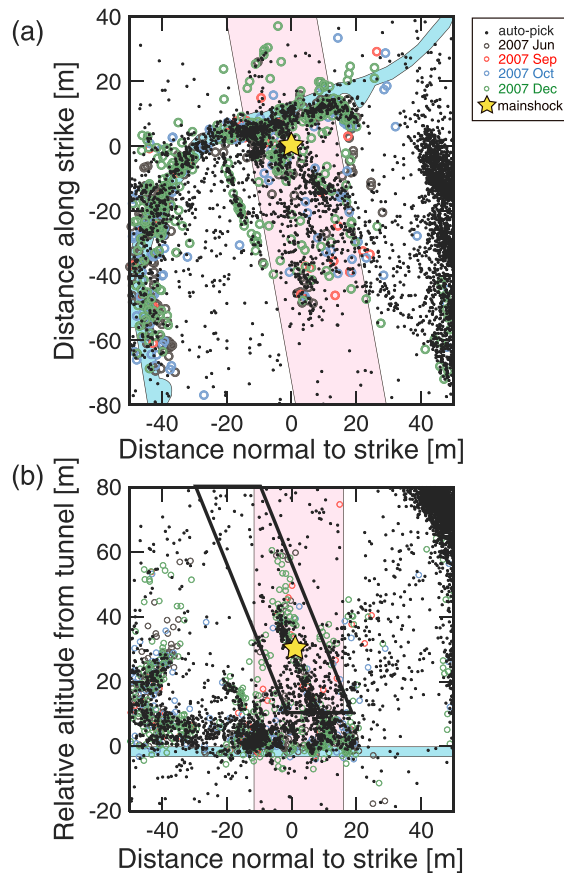 (a)
40
20
0
-20
-40
-60
-80
Distance along strike [m]
-40 -20 0 20 40
Distance normal to strike [m]
auto-pick
2007 Jun
2007 Sep
2007 Oct
2007 Dec
mainshock
(b)
80
60
40
20
0
-20
Relative altitude from tunnel [m]
-40 -20 0 20 40
Distance normal to strike [m]